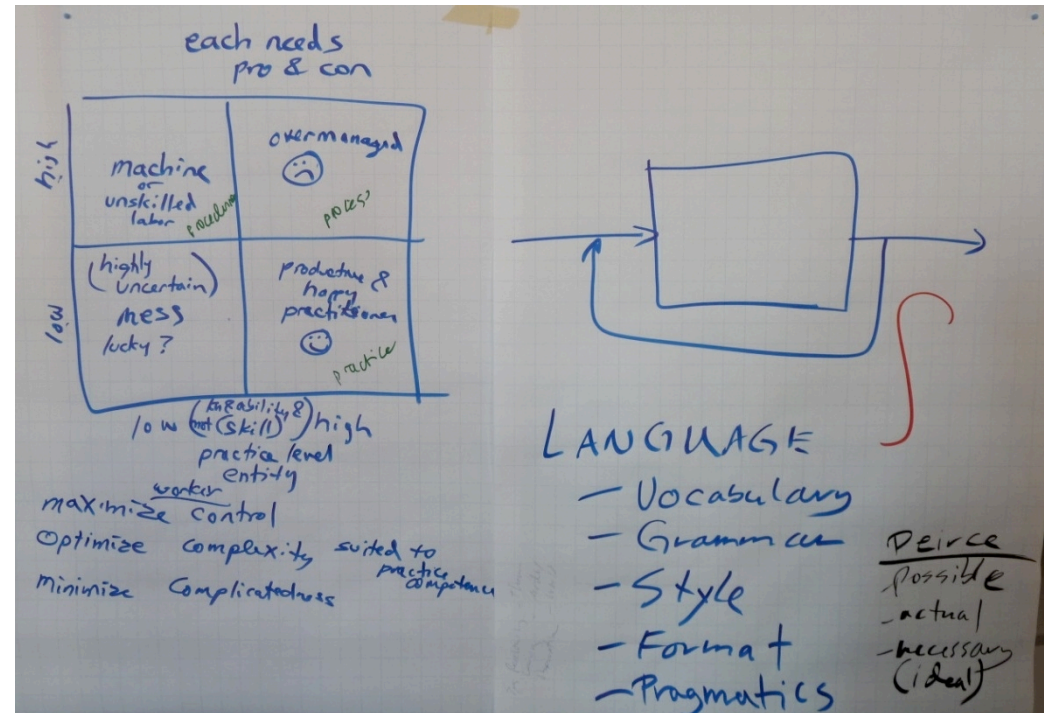 each needs
pro & con
high
machine
or
unskilled
labor
procedure
overmanaged
process
low
(highly
uncertain)
mess
lucky?
productive &
happy
practitioner
practice
low (ability &
not (skill) high
practice level
entity
worker
maximize control
optimize complexity suited to
practice
competence
minimize complicatedness
LANGUAGE
- Vocabulary
- Grammar
- Style
- Format
- Pragmatics
Peirce
possible
- actual
- necessary
(ideal)